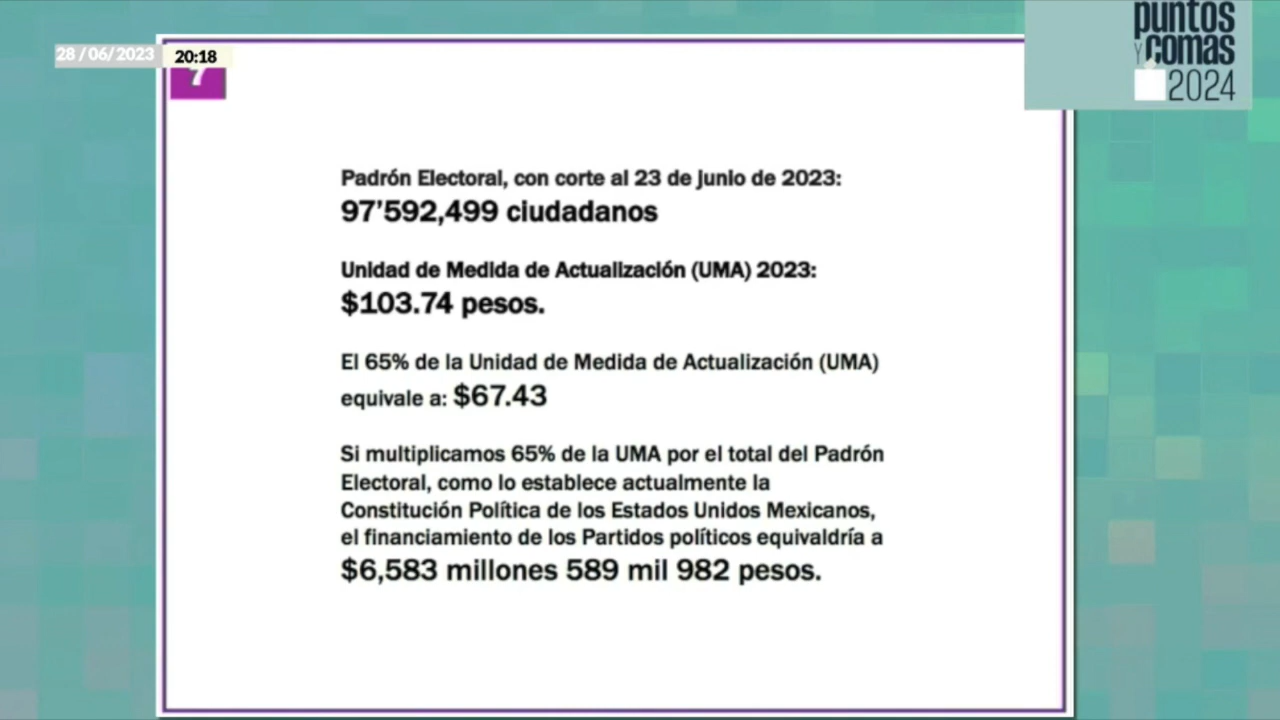 28/06/2023
20:18
puntos
Y comas
2024
7
Padrón Electoral, con corte al 23 de junio de 2023:
97’592,499 ciudadanos
Unidad de Medida de Actualización (UMA) 2023:
$103.74 pesos.
El 65% de la Unidad de Medida de Actualización (UMA)
equivale a: $67.43
Si multiplicamos 65% de la UMA por el total del Padrón
Electoral, como lo establece actualmente la
Constitución Política de los Estados Unidos Mexicanos,
el financiamiento de los Partidos políticos equivaldría a
$6,583 millones 589 mil 982 pesos.